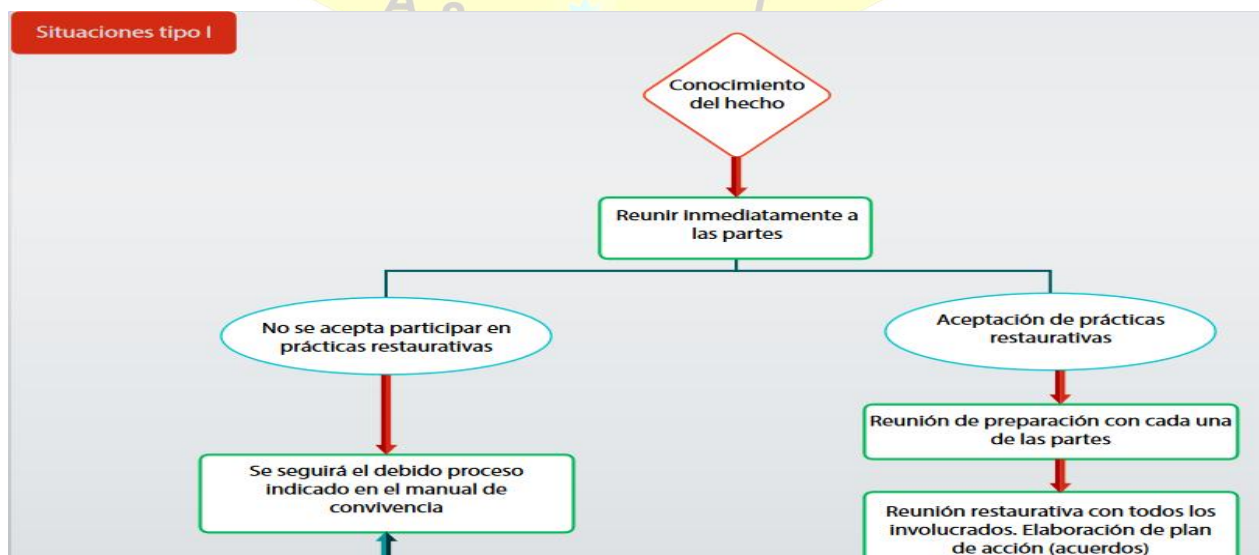 Situaciones tipo I
Conocimiento
del hecho
Reunir inmediatamente a
las partes
No se acepta participar en
prácticas restaurativas
Aceptación de prácticas
restaurativas
Reunión de preparación con cada una
de las partes
Se seguirá el debido proceso
indicado en el manual de
convivencia
Reunión restaurativa con todos los
involucrados. Elaboración de plan
de acción (acuerdos)